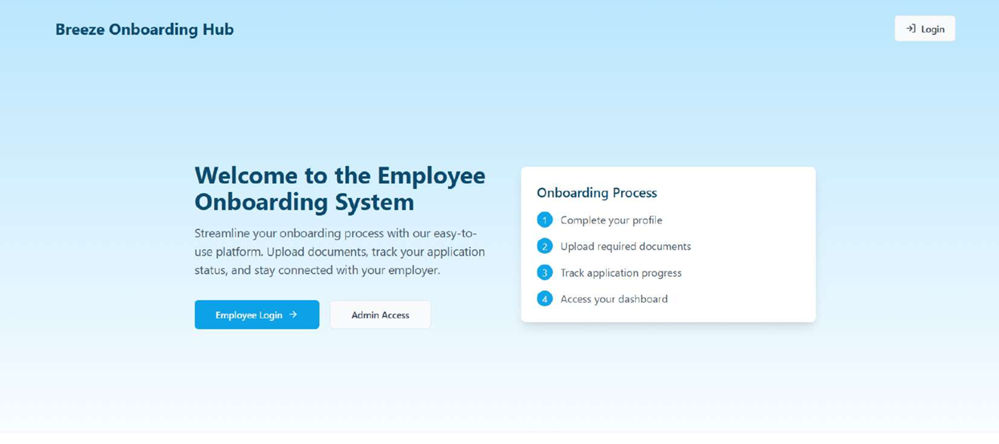 Breeze Onboarding Hub
Login
Welcome to the Employee
Onboarding System
Streamline your onboarding process with our easy-to-
use platform. Upload documents, track your application
status, and stay connected with your employer.
Employee Login
Admin Access
Onboarding Process
1 Complete your profile
2 Upload required documents
3 Track application progress
4 Access your dashboard